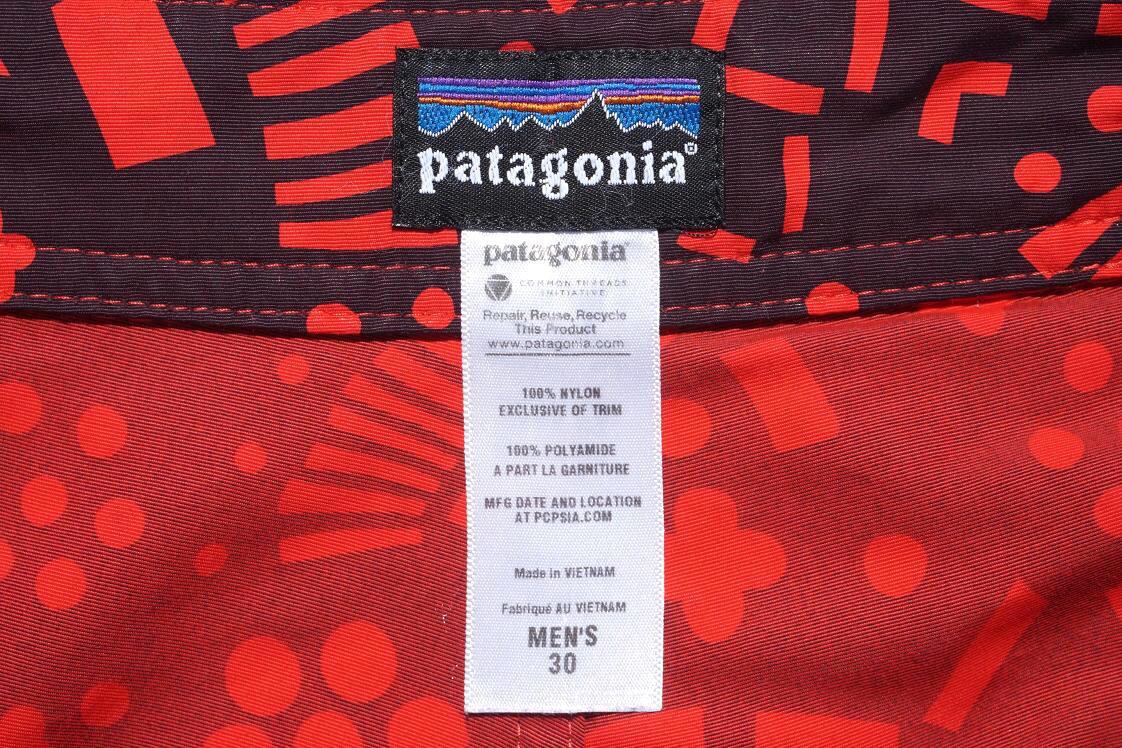 patagonia®
patagonia®
COMMON THREADS
INITIATIVE
Repair, Reuse, Recycle
This Product
www.patagonia.com
100% NYLON
EXCLUSIVE OF TRIM
100% POLYAMIDE
A PART LA GARNITURE
MFG DATE AND LOCATION
AT PCPSIA.COM
Made in VIETNAM
Fabriqué AU VIETNAM
MEN'S
30